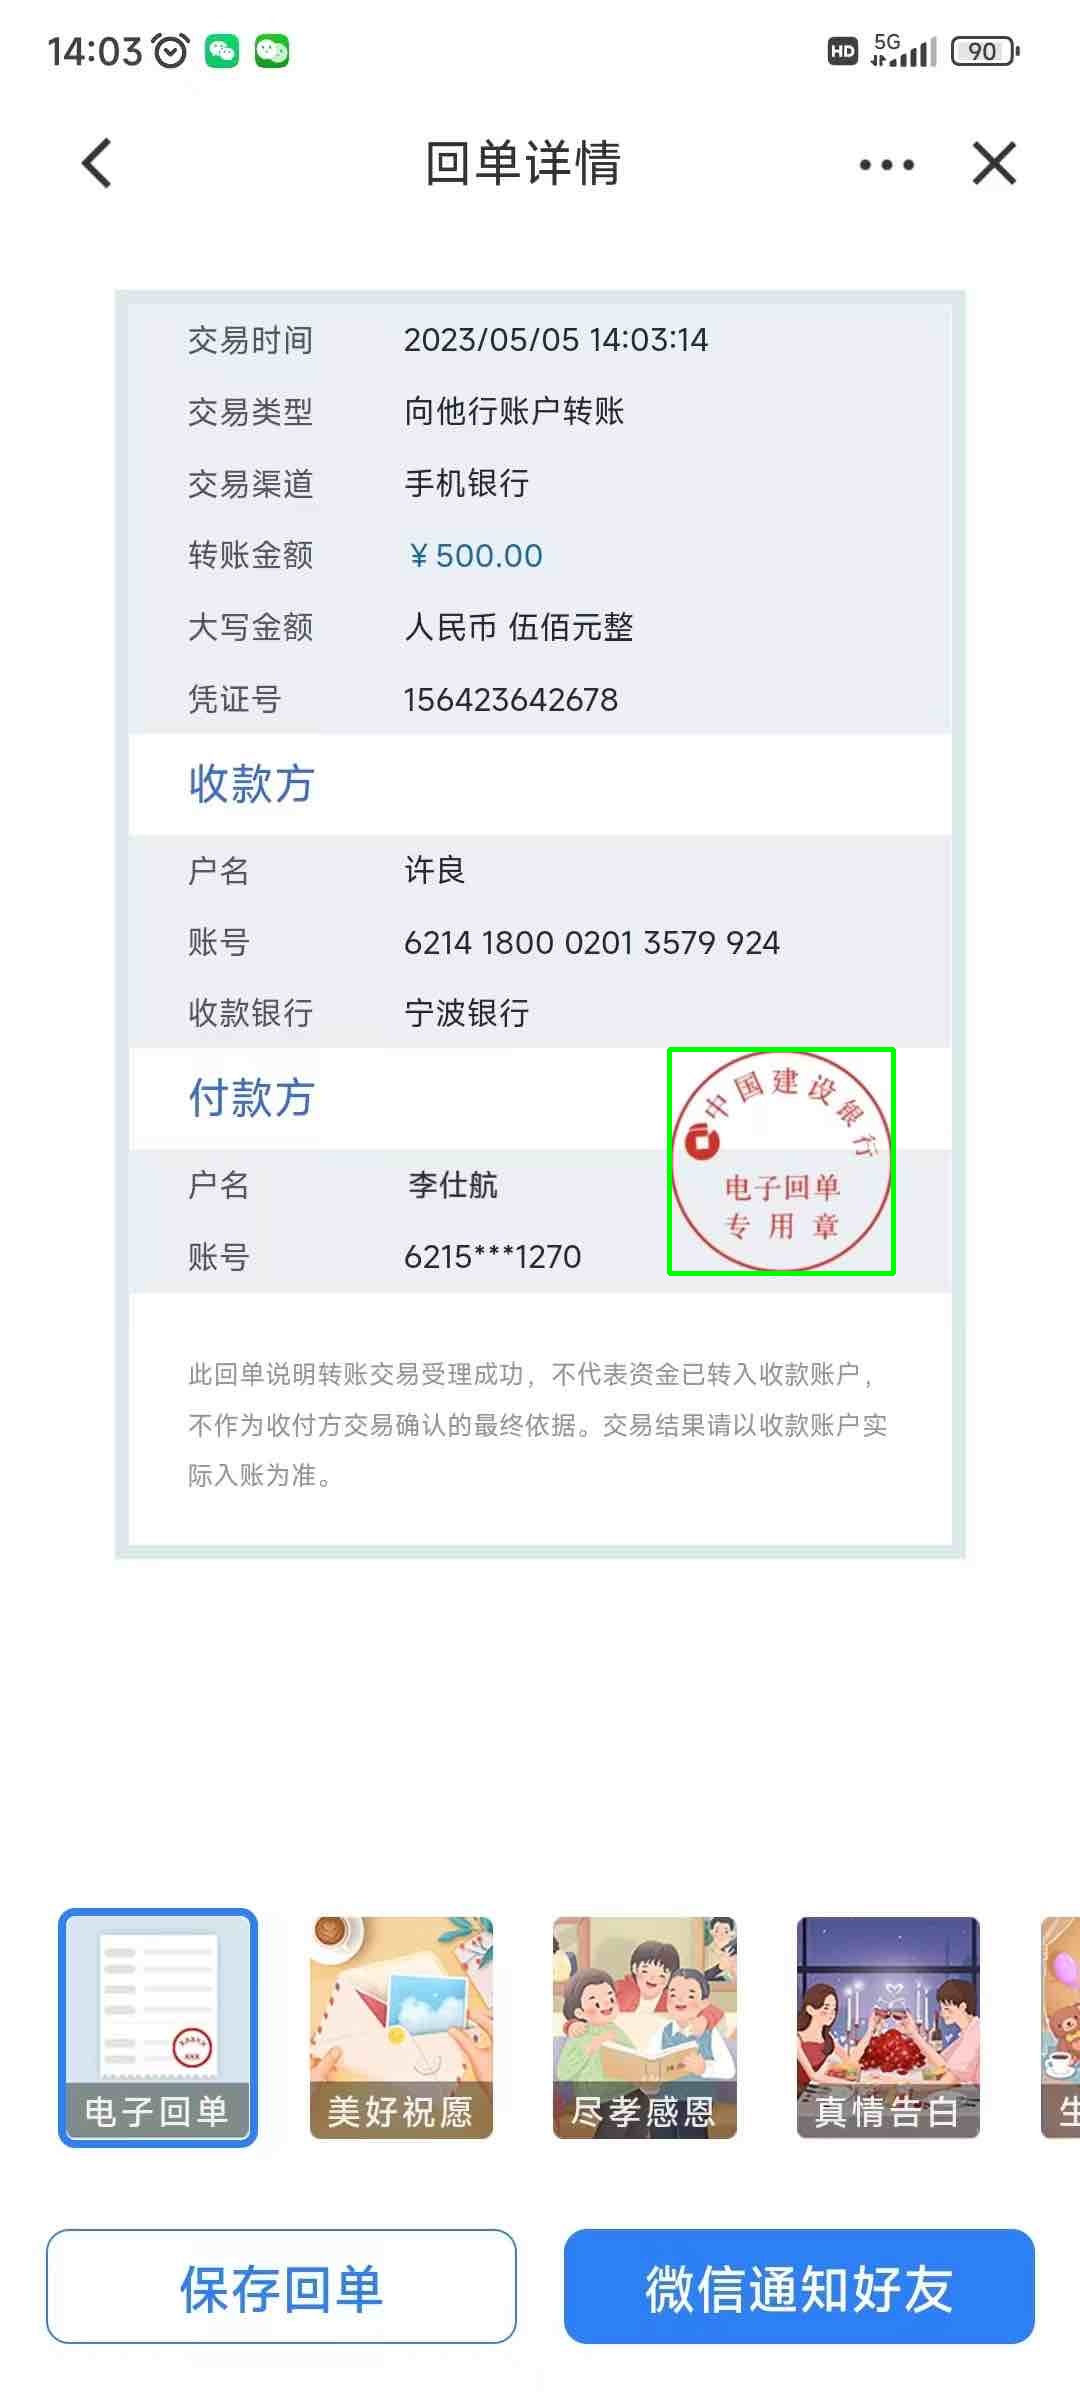 14:03
HD 5G 90
回单详情
交易时间 2023/05/05 14:03:14
交易类型 向他行账户转账
交易渠道 手机银行
转账金额 ¥500.00
大写金额 人民币 伍佰元整
凭证号 156423642678
收款方
户名 许良
账号 6214 1800 0201 3579 924
收款银行 宁波银行
付款方
中国建设银行
电子回单
专用章
户名 李仕航
账号 6215***1270
此回单说明转账交易受理成功，不代表资金已转入收款账户，
不作为收付方交易确认的最终依据。交易结果请以收款账户实
际入账为准。
电子回单 美好祝愿 尽孝感恩 真情告白
保存回单 微信通知好友